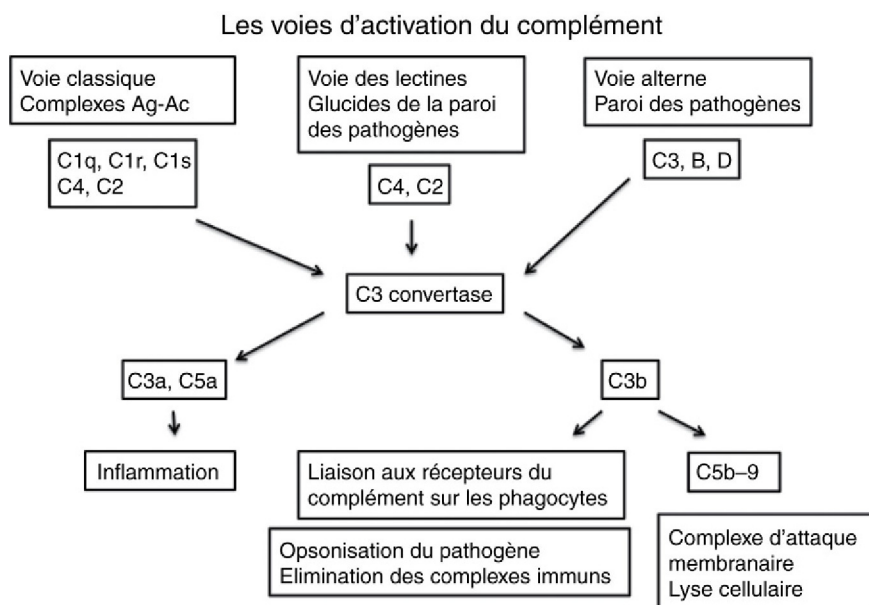 Les voies d’activation du complément
Voie classique
Complexes Ag-Ac
Voie des lectines
Glucides de la paroi
des pathogènes
Voie alterne
Paroi des pathogènes
C1q, C1r, C1s
C4, C2
C4, C2
C3, B, D
C3 convertase
C3a, C5a
C3b
Inflammation
Liaison aux récepteurs du
complément sur les phagocytes
C5b–9
Opsonisation du pathogène
Elimination des complexes immuns
Complexe d’attaque
membranaire
Lyse cellulaire